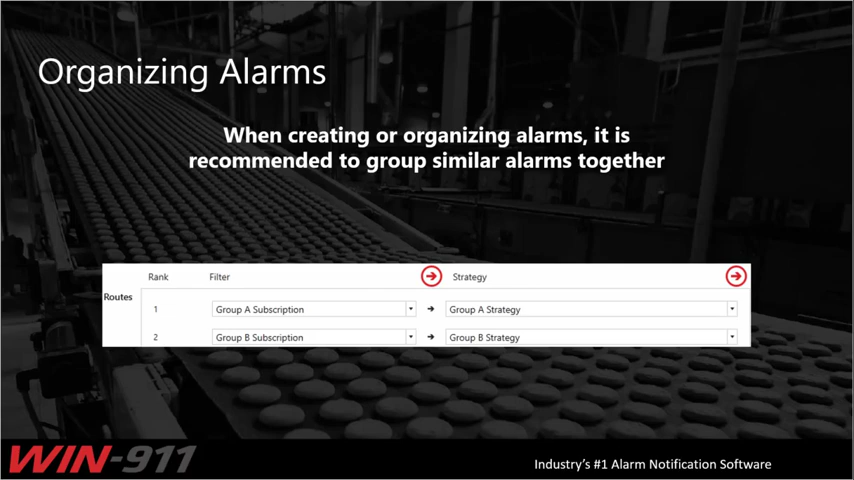 Organizing Alarms
When creating or organizing alarms, it is
recommended to group similar alarms together
Rank Filter Strategy
Routes
1 Group A Subscription Group A Strategy
2 Group B Subscription Group B Strategy
WIN-911
Industry's #1 Alarm Notification Software